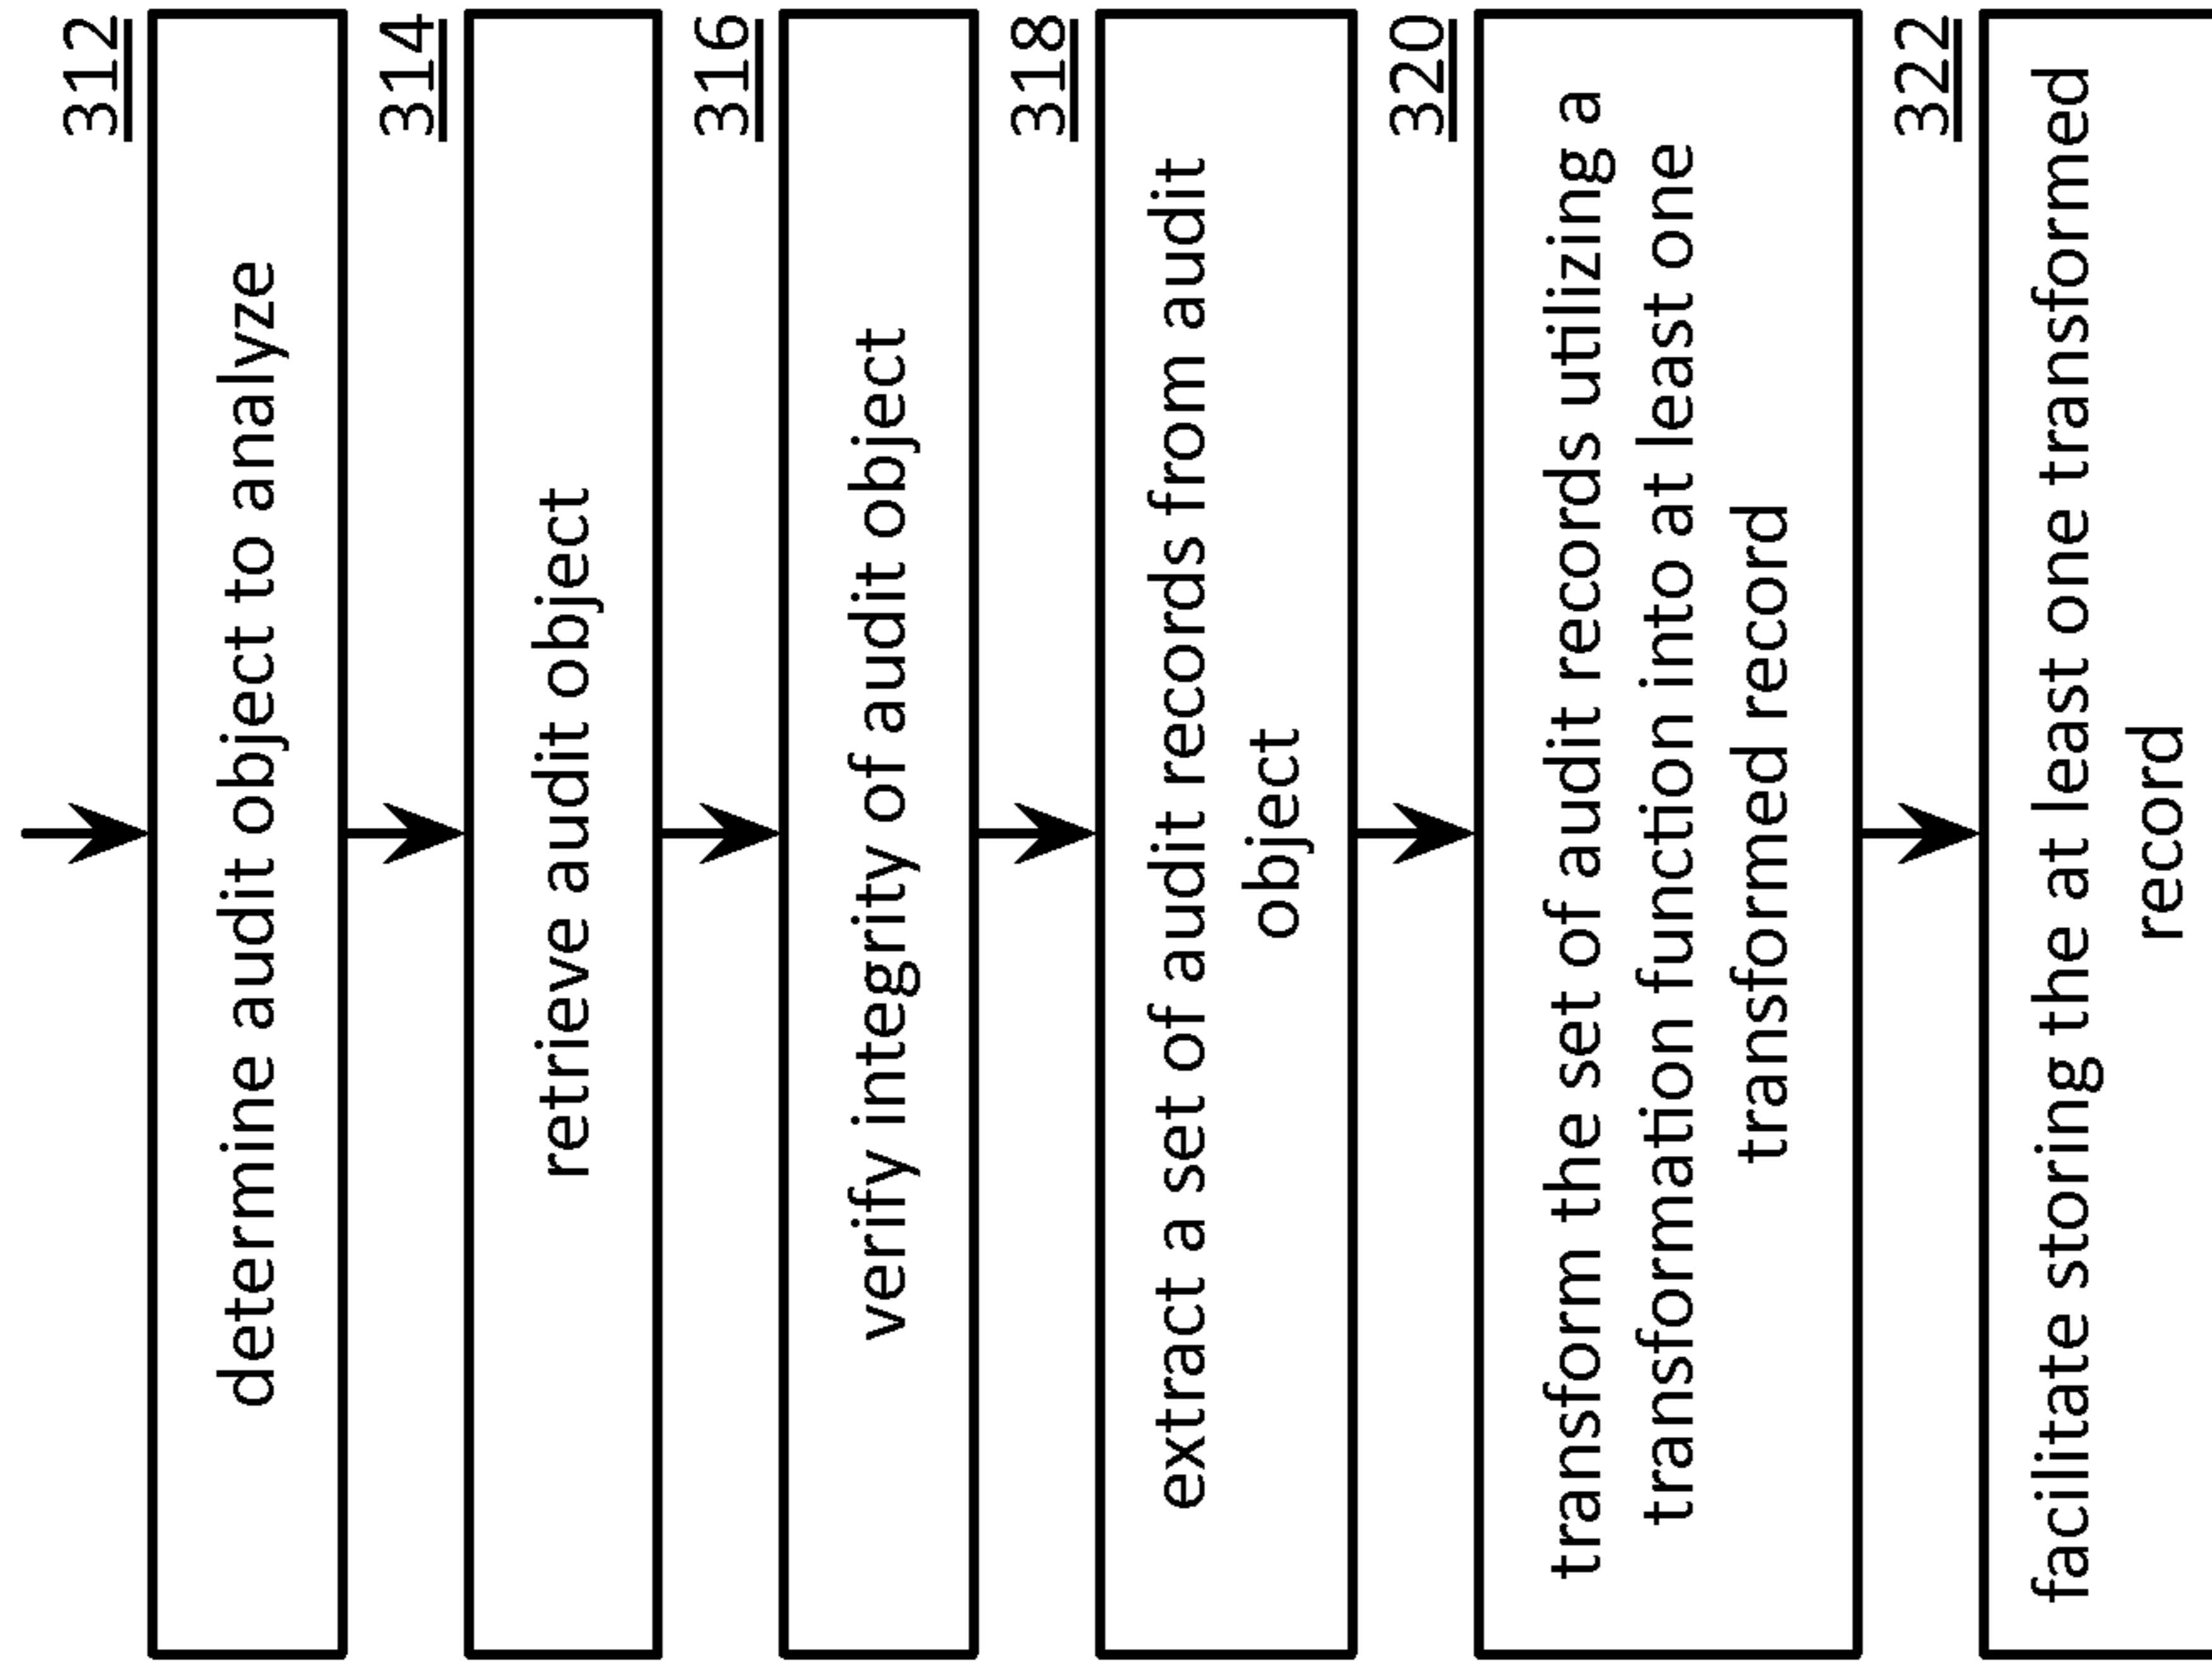 312
determine audit object to analyze
314
retrieve audit object
316
verify integrity of audit object
318
extract a set of audit records from audit
object
320
transform the set of audit records utilizing a
transformation function into at least one
transformed record
322
facilitate storing the at least one transformed
record